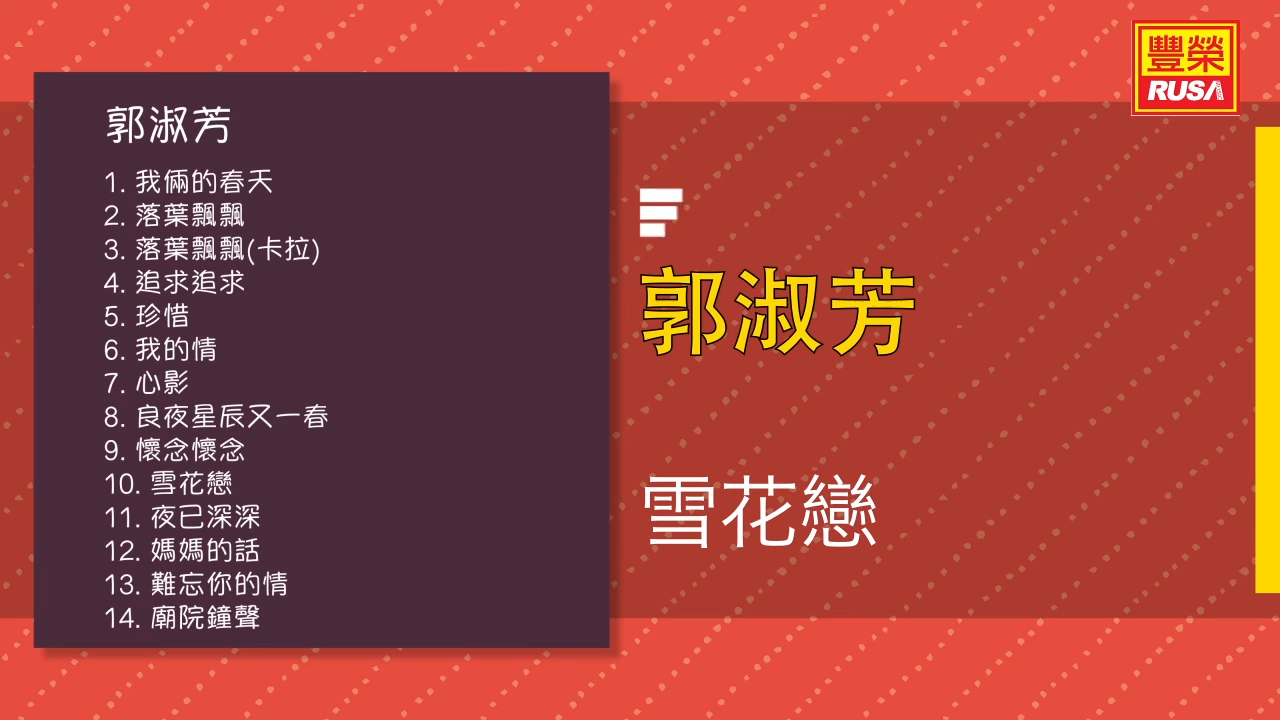 郭淑芳
1. 我倆的春天
2. 落葉飄飄
3. 落葉飄飄(卡拉)
4. 追求追求
5. 珍惜
6. 我的情
7. 心影
8. 良夜星辰又一春
9. 懷念懷念
10. 雪花戀
11. 夜已深深
12. 媽媽的話
13. 難忘你的情
14. 廟院鐘聲
豐榮
RUSA
郭淑芳
雪花戀